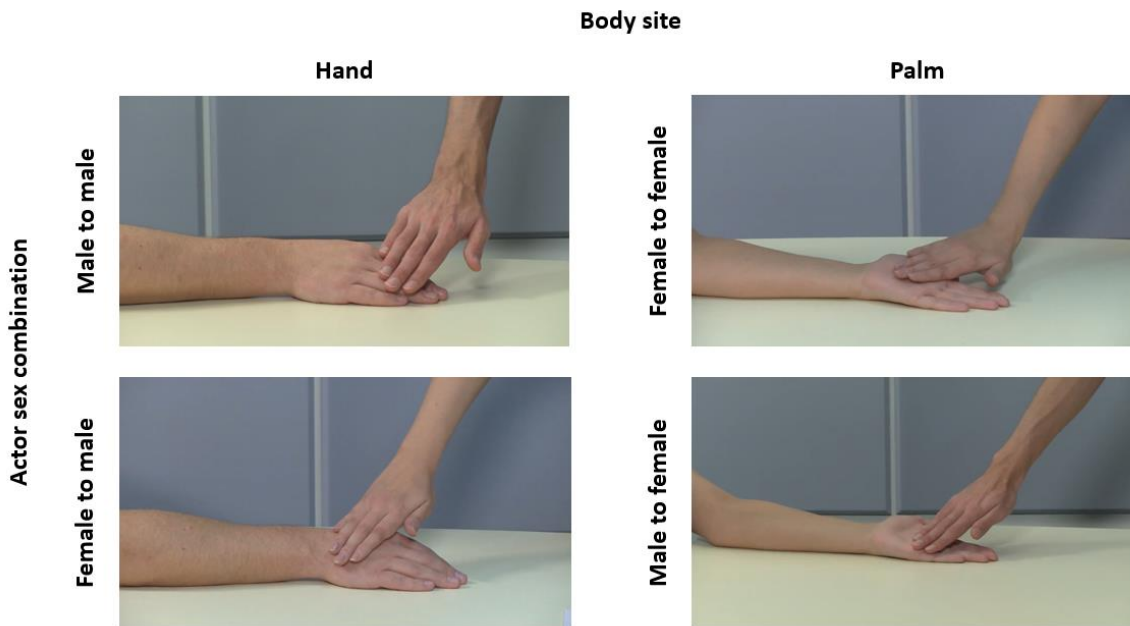 Body site
Hand
Palm
Actor sex combination
Male to male
Female to female
Female to male
Male to female